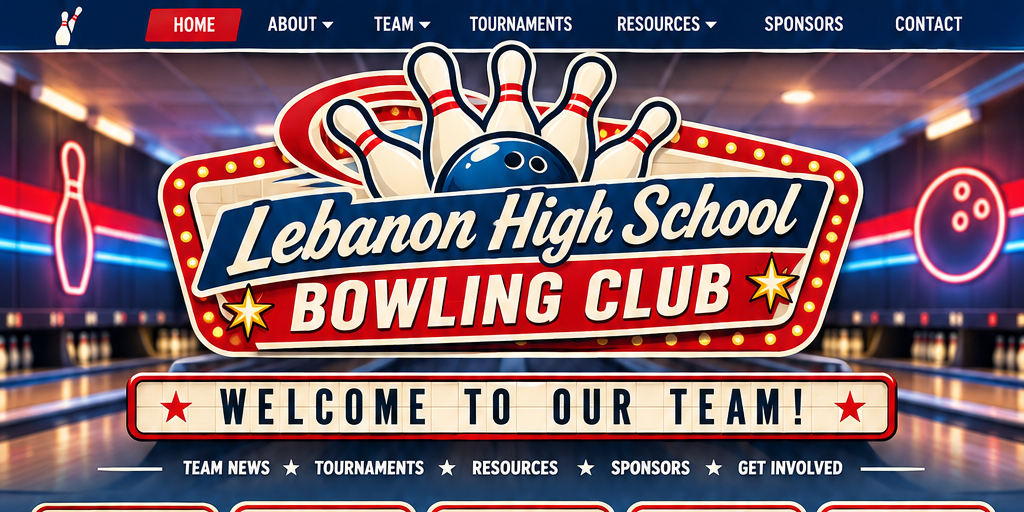 HOME ABOUT TEAM TOURNAMENTS RESOURCES SPONSORS CONTACT
Lebanon High School
BOWLING CLUB
WELCOME TO OUR TEAM!
TEAM NEWS ★ TOURNAMENTS ★ RESOURCES ★ SPONSORS ★ GET INVOLVED